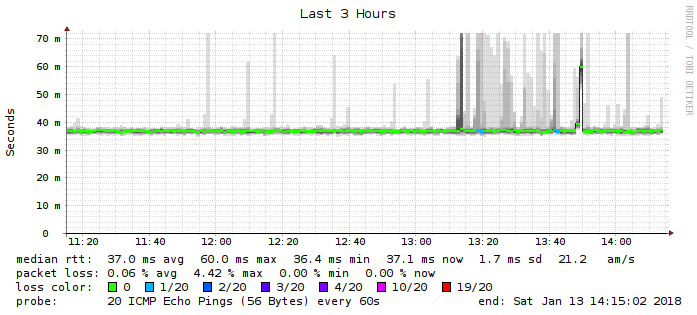 Last 3 Hours
RRDTOOL / TOBI OETIKER
Seconds
70 m
60 m
50 m
40 m
30 m
20 m
10 m
0
11:20 11:40 12:00 12:20 12:40 13:00 13:20 13:40 14:00
median rtt: 37.0 ms avg 60.0 ms max 36.4 ms min 37.1 ms now 1.7 ms sd 21.2 am/s
packet loss: 0.06 % avg 4.42 % max 0.00 % min 0.00 % now
loss color: 0 1/20 2/20 3/20 4/20 10/20 19/20
probe: 20 ICMP Echo Pings (56 Bytes) every 60s end: Sat Jan 13 14:15:02 2018